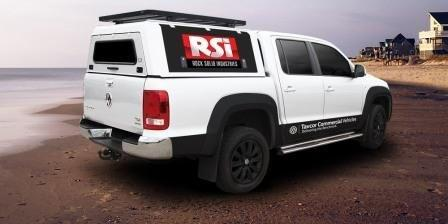 RSi
ROCK SOLID INDUSTRIES
Tavcor Commercial Vehicles